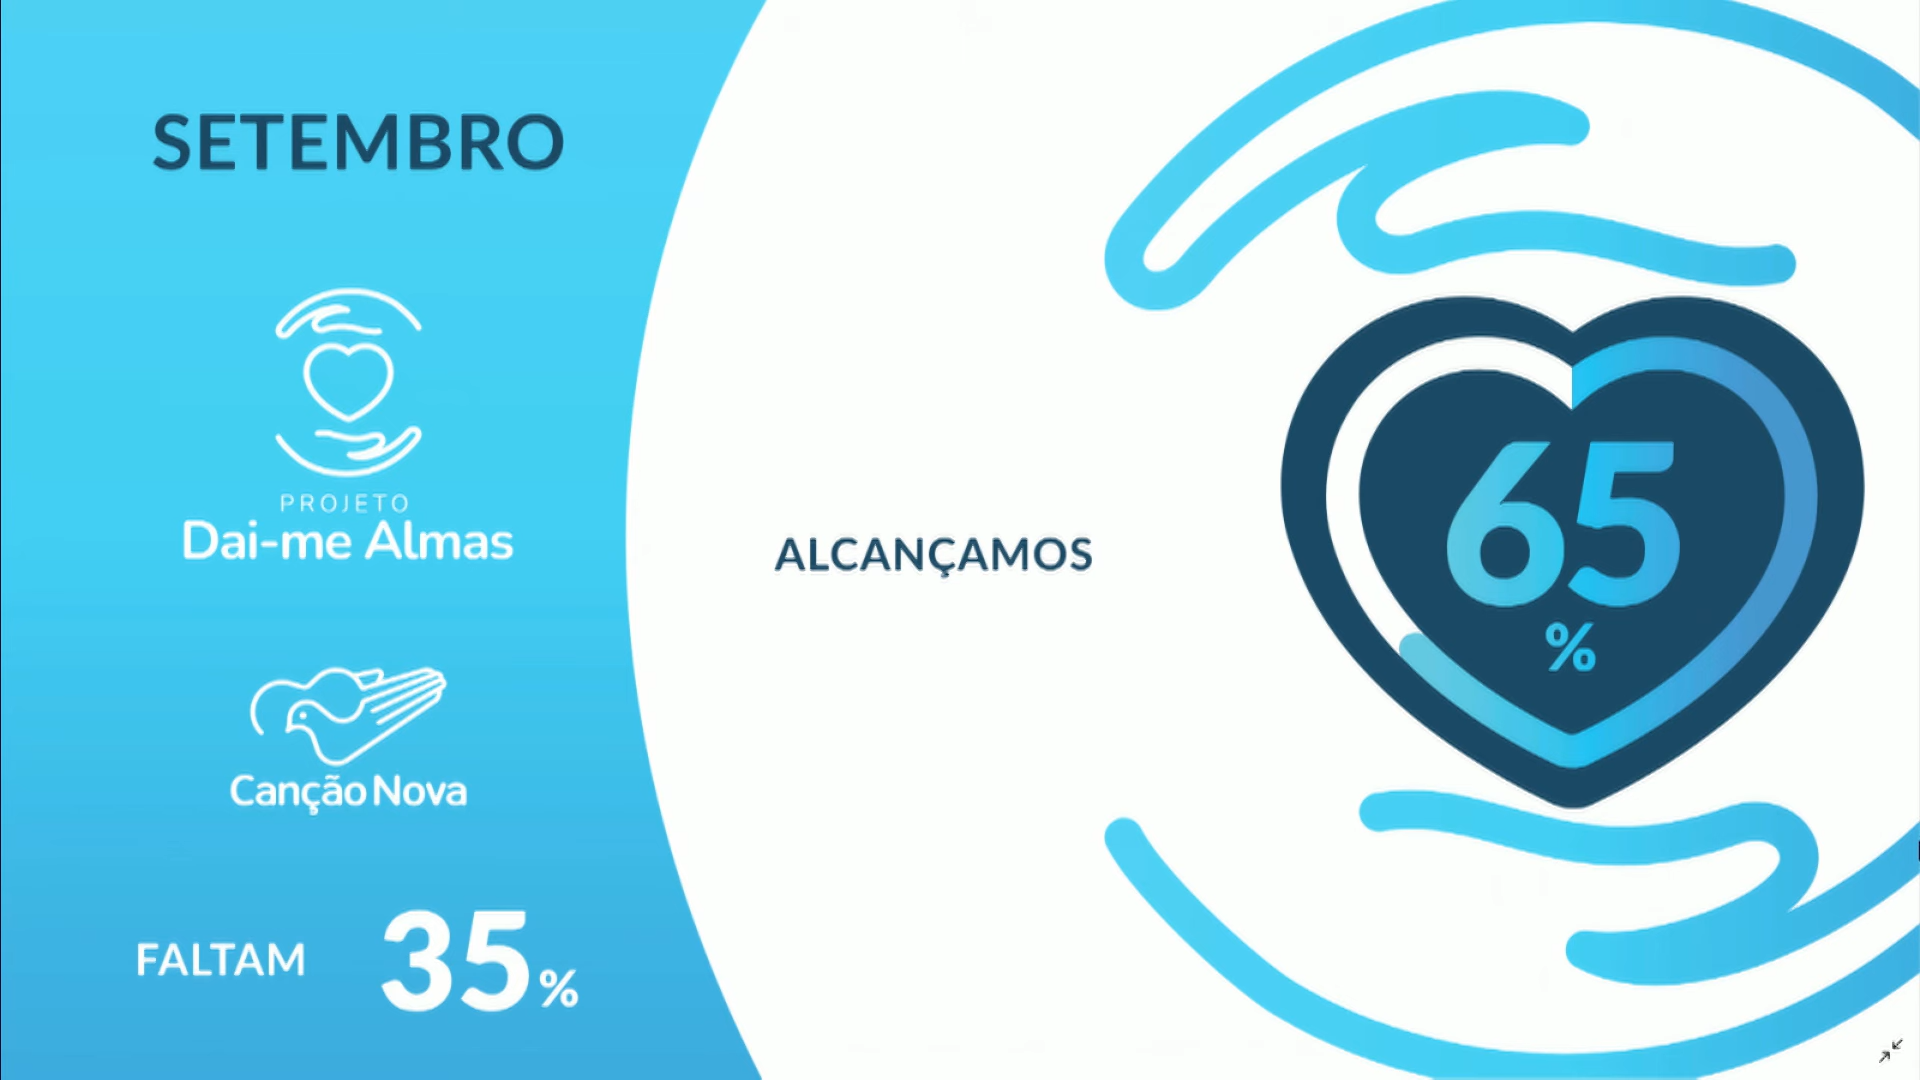 SETEMBRO
PROJETO
Dai-me Almas
Canção Nova
FALTAM 35%
ALCANÇAMOS
65
%